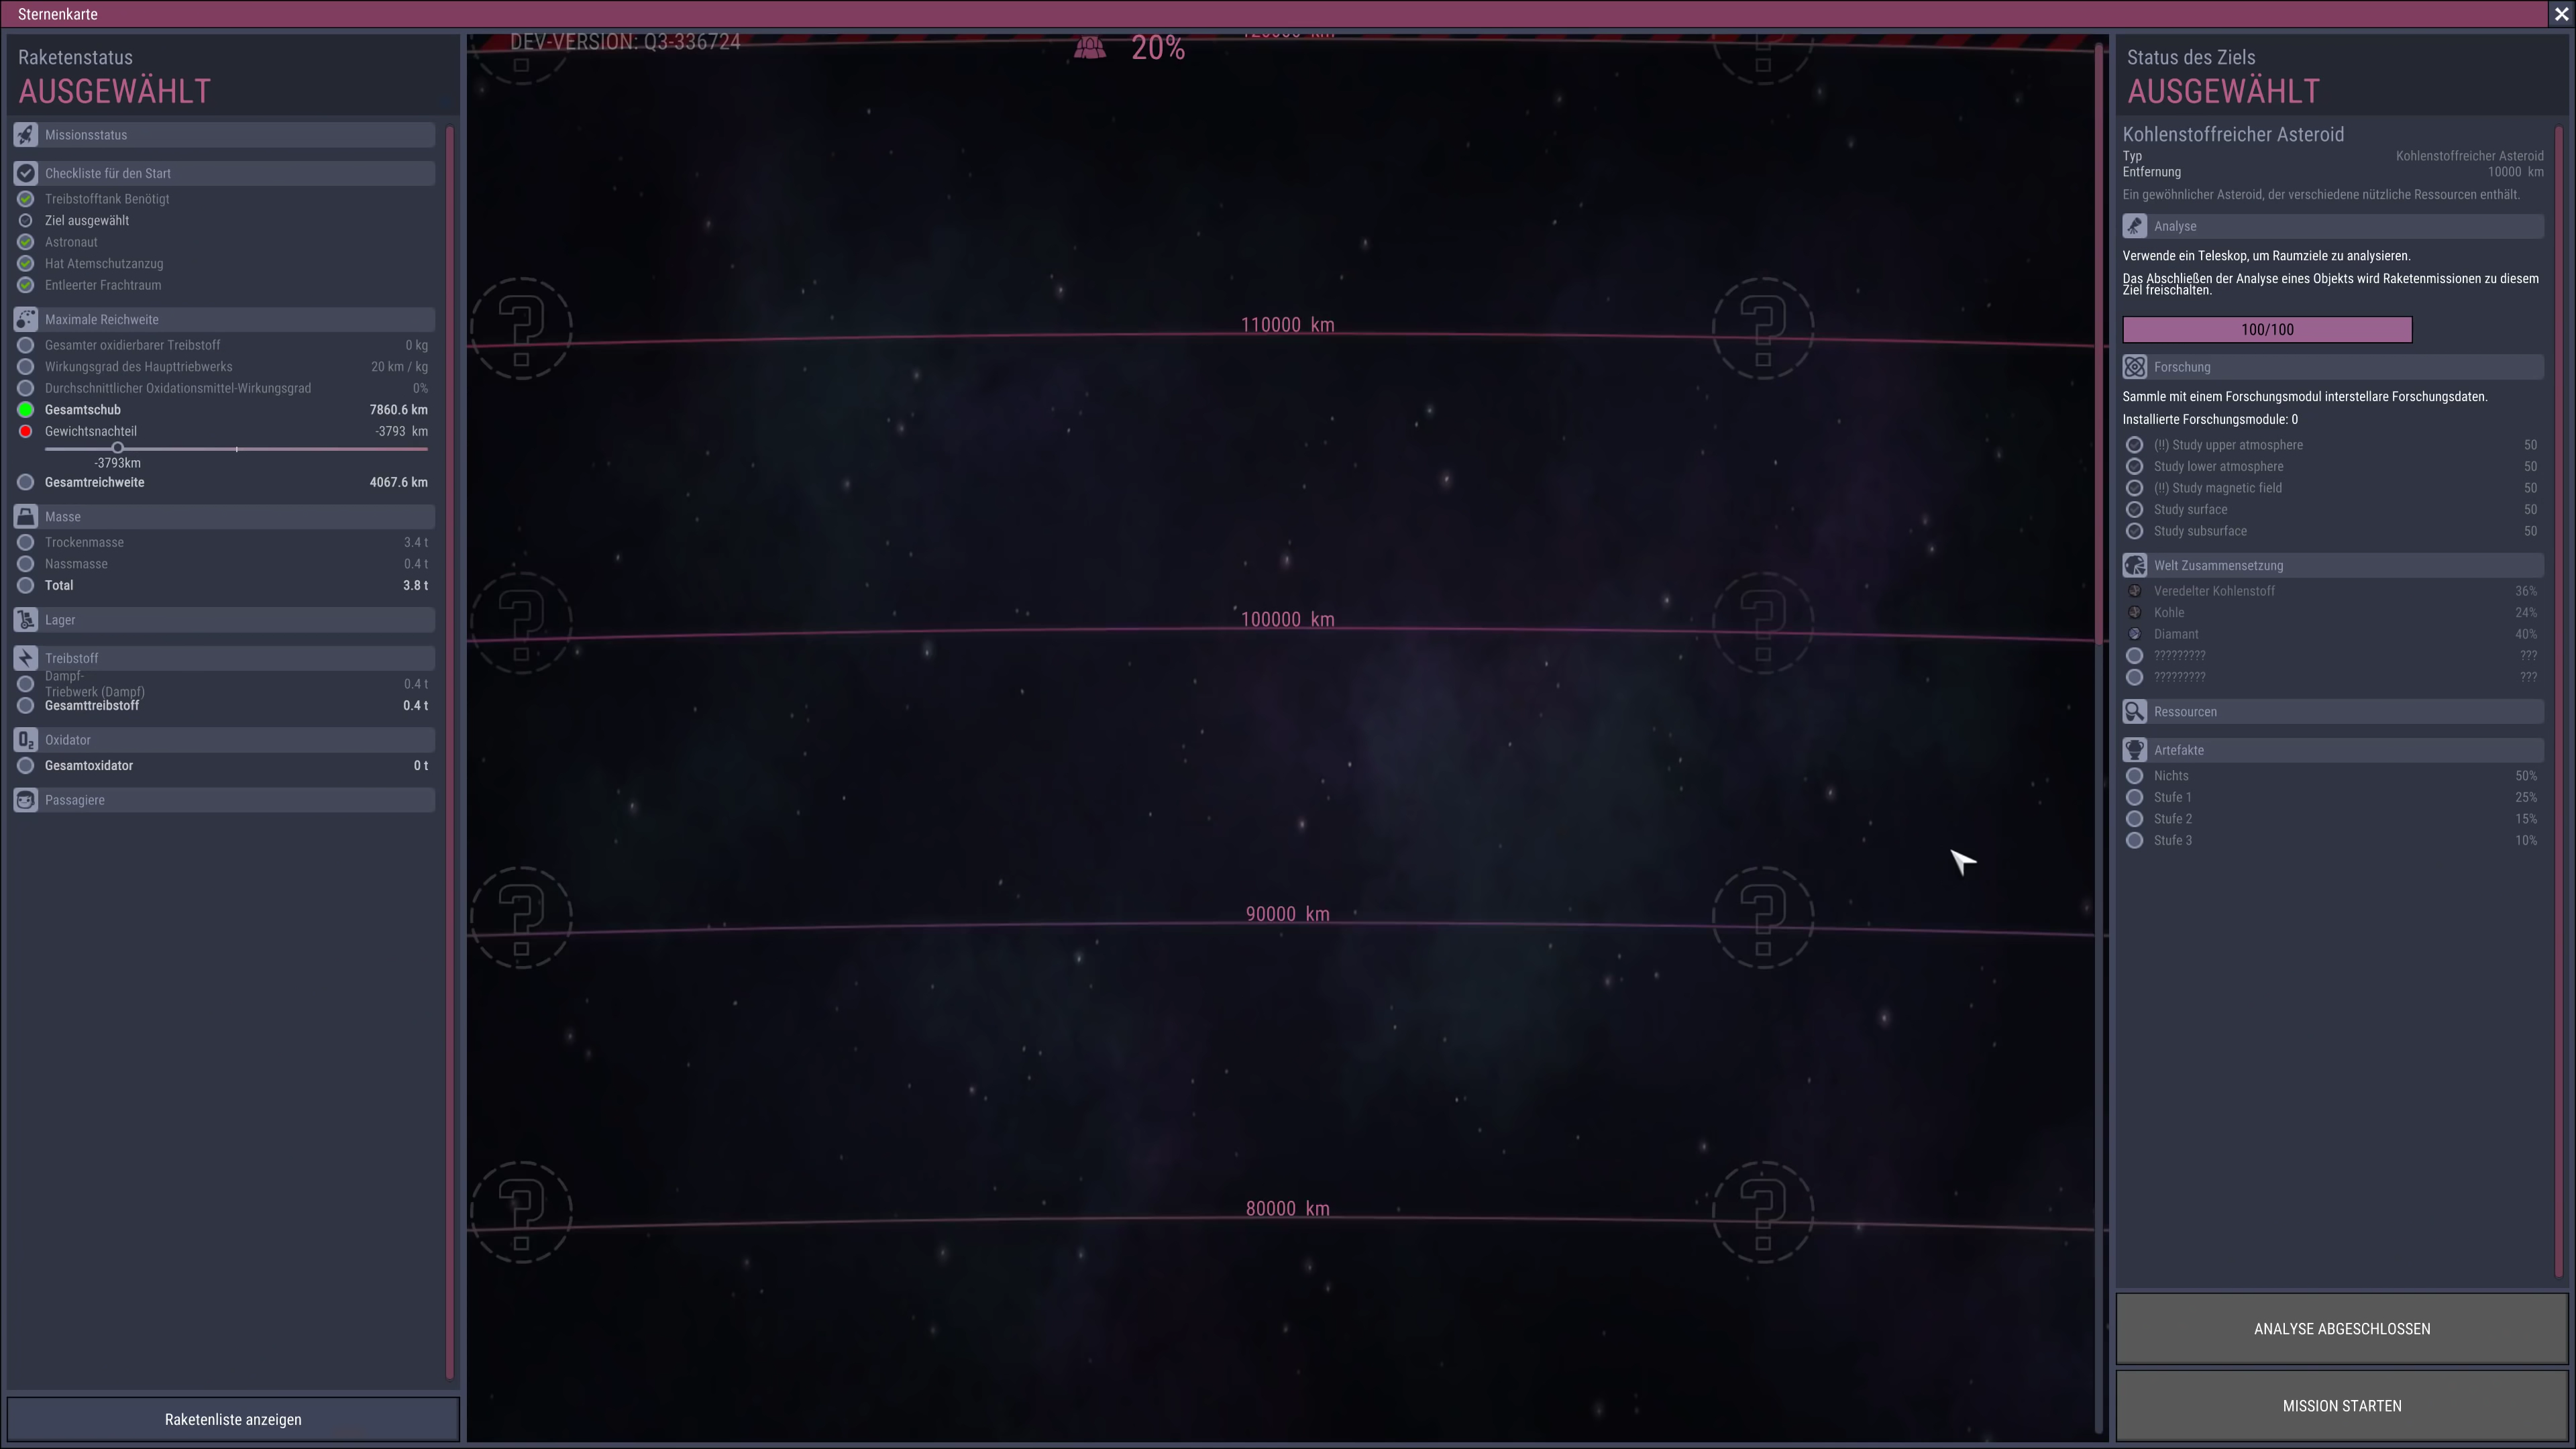 Sternenkarte
Raketenstatus
AUSGEWÄHLT
Missionsstatus
Checkliste für den Start
Treibstofftank Benötigt
Ziel ausgewählt
Astronaut
Hat Atemschutzanzug
Entleerter Frachtraum
Maximale Reichweite
Gesamter oxidierbarer Treibstoff 0 kg
Wirkungsgrad des Haupttriebwerks 20 km / kg
Durchschnittlicher Oxidationsmittel-Wirkungsgrad 0%
Gesamtschub 7860.6 km
Gewichtsnachteil -3793 km
-3793km
Gesamtreichweite 4067.6 km
Masse
Trockenmasse 3.4 t
Nassmasse 0.4 t
Total 3.8 t
Lager
Treibstoff
Dampf-
Triebwerk (Dampf) 0.4 t
Gesamttreibstoff 0.4 t
Oxidator
Gesamtoxidator 0 t
Passagiere
Raketenliste anzeigen
DEV-VERSION: Q3-336724
20%
110000 km
100000 km
90000 km
80000 km
Status des Ziels
AUSGEWÄHLT
Kohlenstoffreicher Asteroid
Typ Kohlenstoffreicher Asteroid
Entfernung 10000 km
Ein gewöhnlicher Asteroid, der verschiedene nützliche Ressourcen enthält.
Analyse
Verwende ein Teleskop, um Raumziele zu analysieren.
Das Abschließen der Analyse eines Objekts wird Raketenmissionen zu diesem
Ziel freischalten.
100/100
Forschung
Sammle mit einem Forschungsmodul interstellare Forschungsdaten.
Installierte Forschungsmodule: 0
(!!) Study upper atmosphere 50
Study lower atmosphere 50
(!!) Study magnetic field 50
Study surface 50
Study subsurface 50
Welt Zusammensetzung
Veredelter Kohlenstoff 36%
Kohle 24%
Diamant 40%
????????? ???
????????? ???
Ressourcen
Artefakte
Nichts 50%
Stufe 1 25%
Stufe 2 15%
Stufe 3 10%
ANALYSE ABGESCHLOSSEN
MISSION STARTEN